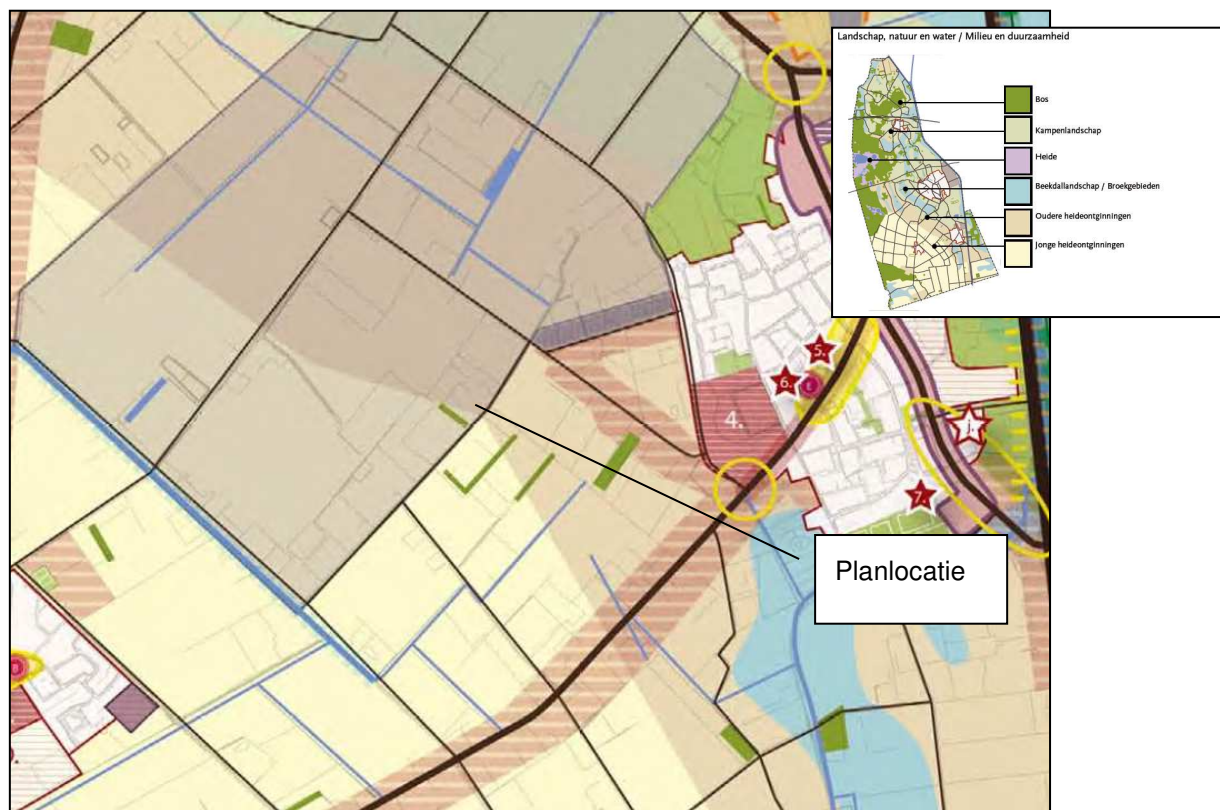 Landschap, natuur en water / Milieu en duurzaamheid
Bos
Kampenlandschap
Heide
Beekdallandschap / Broekgebieden
Oudere heideontginningen
Jonge heideontginningen
5.
6.
4.
j.
7.
Planlocatie